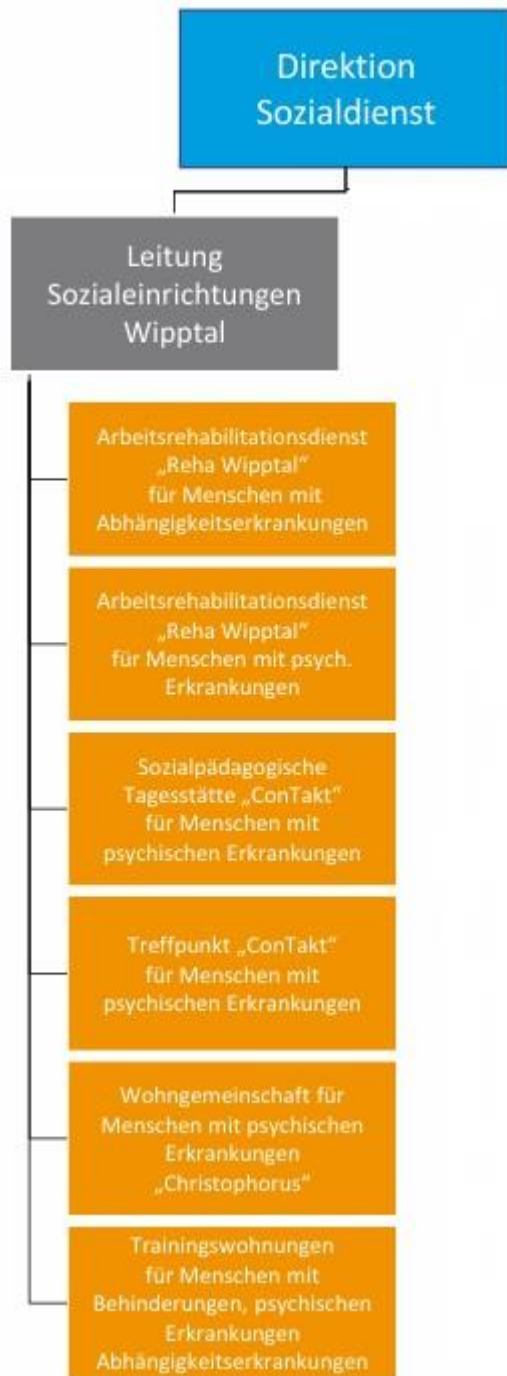 Direktion
Sozialdienst
Leitung
Sozialeinrichtungen
Wipptal
Arbeitsrehabilitationsdienst
„Reha Wipptal“
für Menschen mit
Abhängigkeitserkrankungen
Arbeitsrehabilitationsdienst
„Reha Wipptal“
für Menschen mit psych.
Erkrankungen
Sozialpädagogische
Tagesstätte „ConTakt“
für Menschen mit
psychischen Erkrankungen
Treffpunkt „ConTakt“
für Menschen mit
psychischen Erkrankungen
Wohngemeinschaft für
Menschen mit psychischen
Erkrankungen
„Christophorus“
Trainingswohnungen
für Menschen mit
Behinderungen, psychischen
Erkrankungen
Abhängigkeitserkrankungen